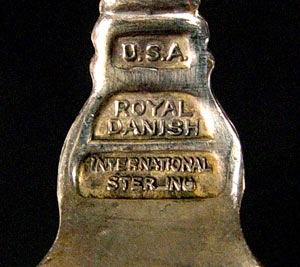 U.S.A.
ROYAL
DANISH
INTERNATIONAL
STERLING